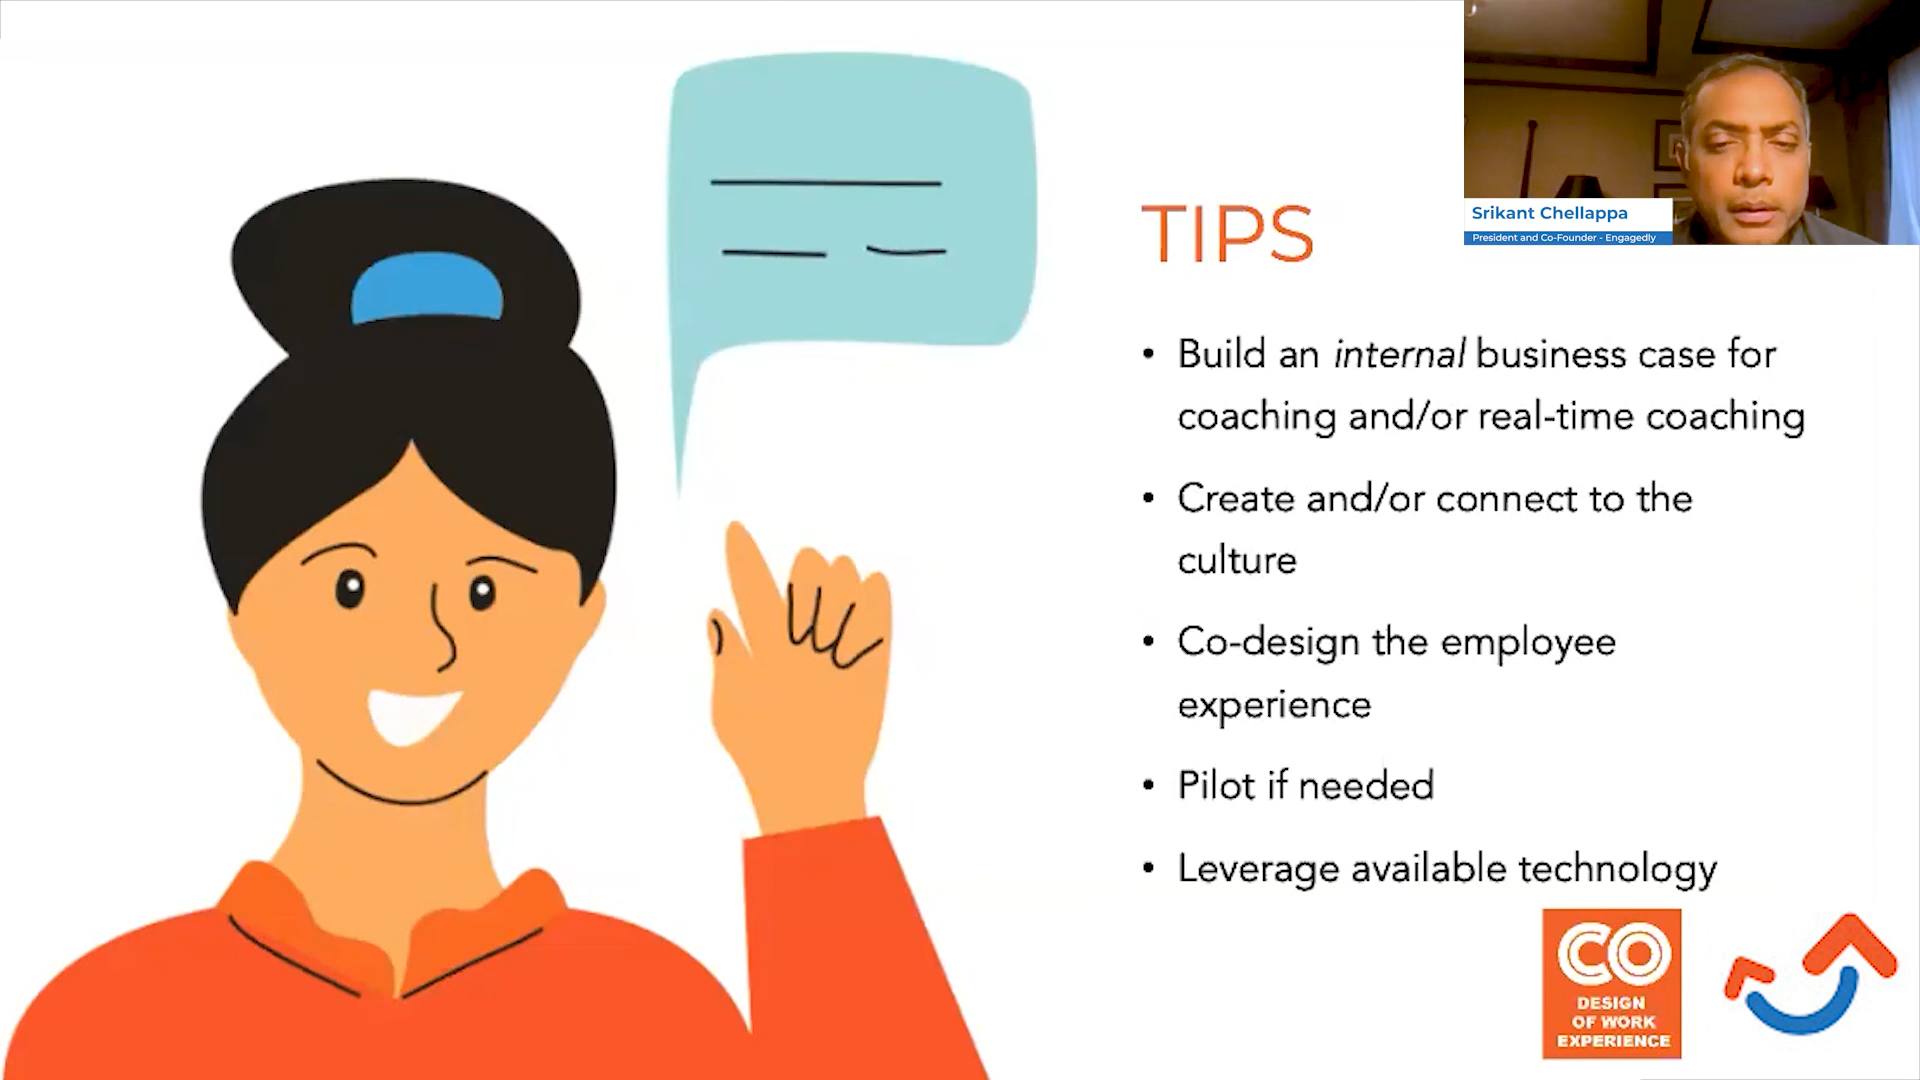 Srikant Chellappa
President and Co-Founder - Engagedly
TIPS
• Build an internal business case for
coaching and/or real-time coaching
• Create and/or connect to the
culture
• Co-design the employee
experience
• Pilot if needed
• Leverage available technology
CO
DESIGN
OF WORK
EXPERIENCE